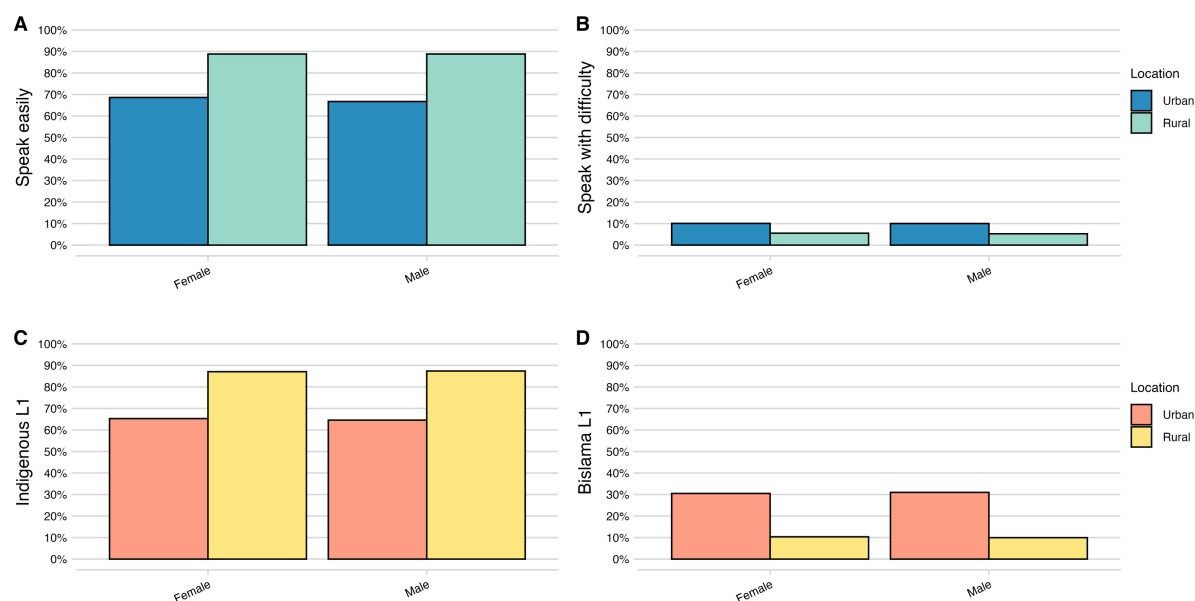 A
Speak easily
100%
90%
80%
70%
60%
50%
40%
30%
20%
10%
0%
Female
Male
B
Speak with difficulty
100%
90%
80%
70%
60%
50%
40%
30%
20%
10%
0%
Female
Male
Location
Urban
Rural
C
Indigenous L1
100%
90%
80%
70%
60%
50%
40%
30%
20%
10%
0%
Female
Male
D
Bislama L1
100%
90%
80%
70%
60%
50%
40%
30%
20%
10%
0%
Female
Male
Location
Urban
Rural